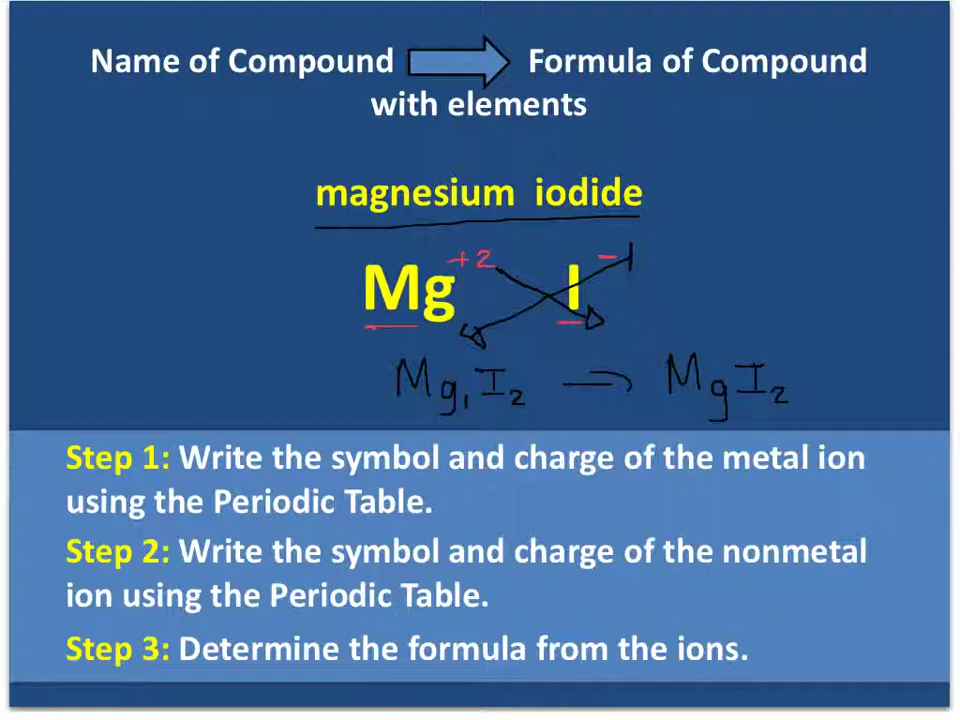 Name of Compound Formula of Compound
with elements
magnesium iodide
Mg +2 I -1
Mg1I2 ⇒ MgI2
Step 1: Write the symbol and charge of the metal ion
using the Periodic Table.
Step 2: Write the symbol and charge of the nonmetal
ion using the Periodic Table.
Step 3: Determine the formula from the ions.